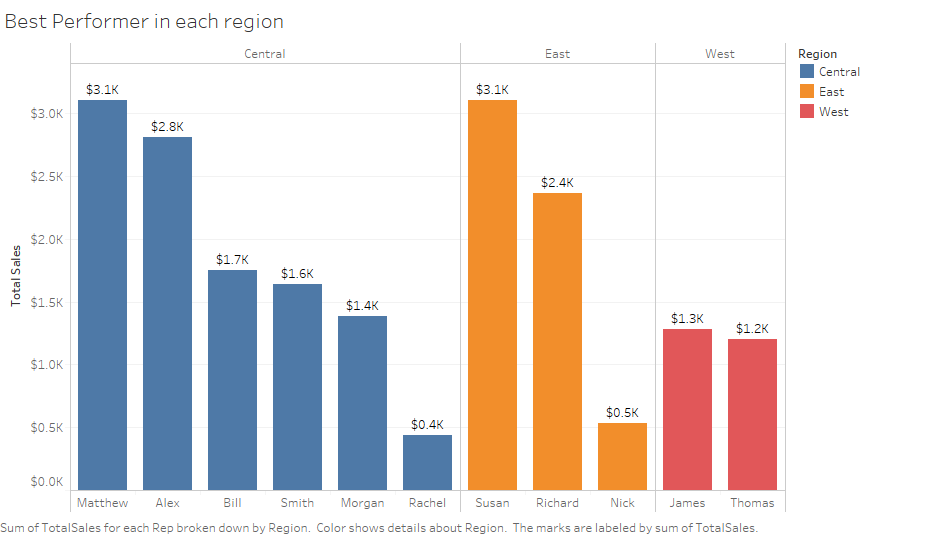 Best Performer in each region
Central East West
Region
Central
East
West
$3.1K
$2.8K
$1.7K
$1.6K
$1.4K
$0.4K
$3.1K
$2.4K
$0.5K
$1.3K
$1.2K
$3.0K
$2.5K
$2.0K
$1.5K
$1.0K
$0.5K
$0.0K
Total Sales
Matthew Alex Bill Smith Morgan Rachel Susan Richard Nick James Thomas
Sum of TotalSales for each Rep broken down by Region. Color shows details about Region. The marks are labeled by sum of TotalSales.